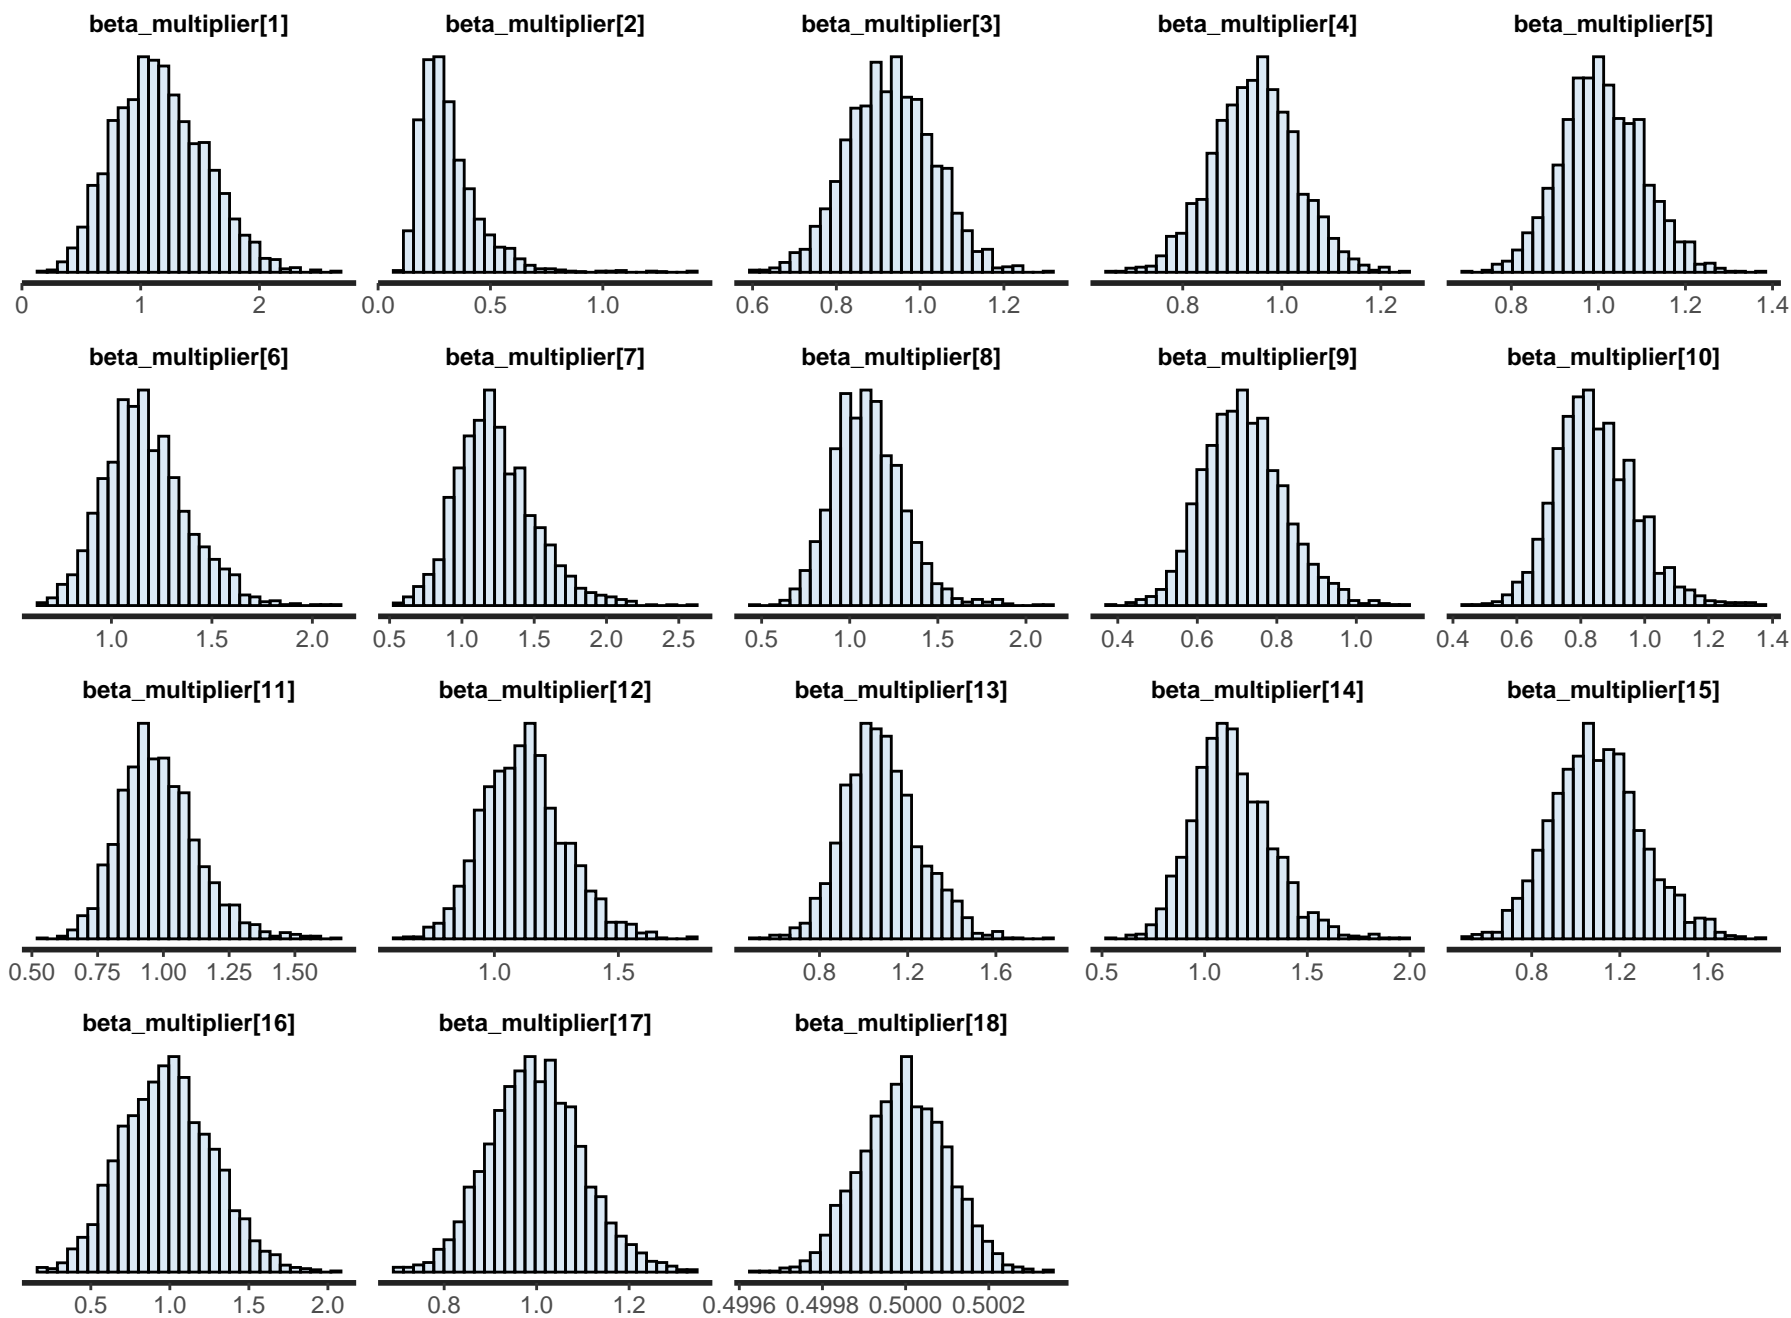 beta_multiplier[1] beta_multiplier[2] beta_multiplier[3] beta_multiplier[4] beta_multiplier[5]
0 1 2 0.0 0.5 1.0 0.6 0.8 1.0 1.2 0.8 1.0 1.2 0.8 1.0 1.2 1.4
beta_multiplier[6] beta_multiplier[7] beta_multiplier[8] beta_multiplier[9] beta_multiplier[10]
1.0 1.5 2.0 0.5 1.0 1.5 2.0 2.5 0.5 1.0 1.5 2.0 0.4 0.6 0.8 1.0 0.4 0.6 0.8 1.0 1.2 1.4
beta_multiplier[11] beta_multiplier[12] beta_multiplier[13] beta_multiplier[14] beta_multiplier[15]
0.50 0.75 1.00 1.25 1.50 1.0 1.5 0.8 1.2 1.6 0.5 1.0 1.5 2.0 0.8 1.2 1.6
beta_multiplier[16] beta_multiplier[17] beta_multiplier[18]
0.5 1.0 1.5 2.0 0.8 1.0 1.2 0.4996 0.4998 0.5000 0.5002